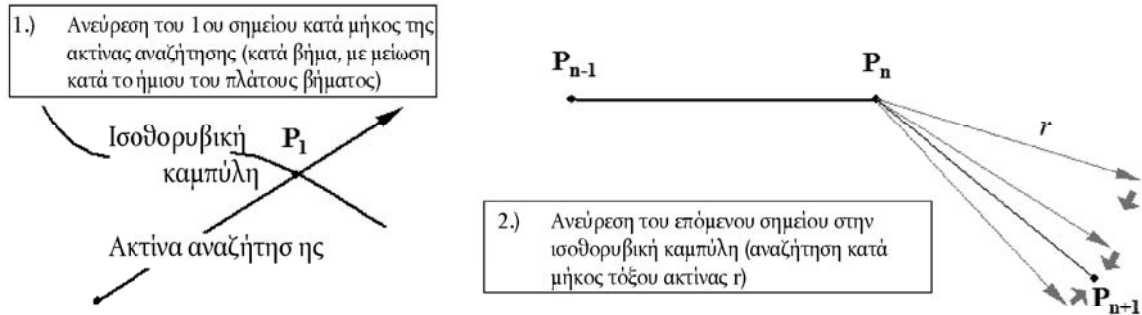 1.) Ανεύρεση του 1ου σημείου κατά μήκος της
ακτίνας αναζήτησης (κατά βήμα, με μείωση
κατά το ήμισυ του πλάτους βήματος)
Ισοθορυβική
καμπύλη
P1
Ακτίνα αναζήτησ ης
Pn-1
Pn
r
2.) Ανεύρεση του επόμενου σημείου στην
ισοθορυβική καμπύλη (αναζήτηση κατά
μήκος τόξου ακτίνας r)
Pn+1